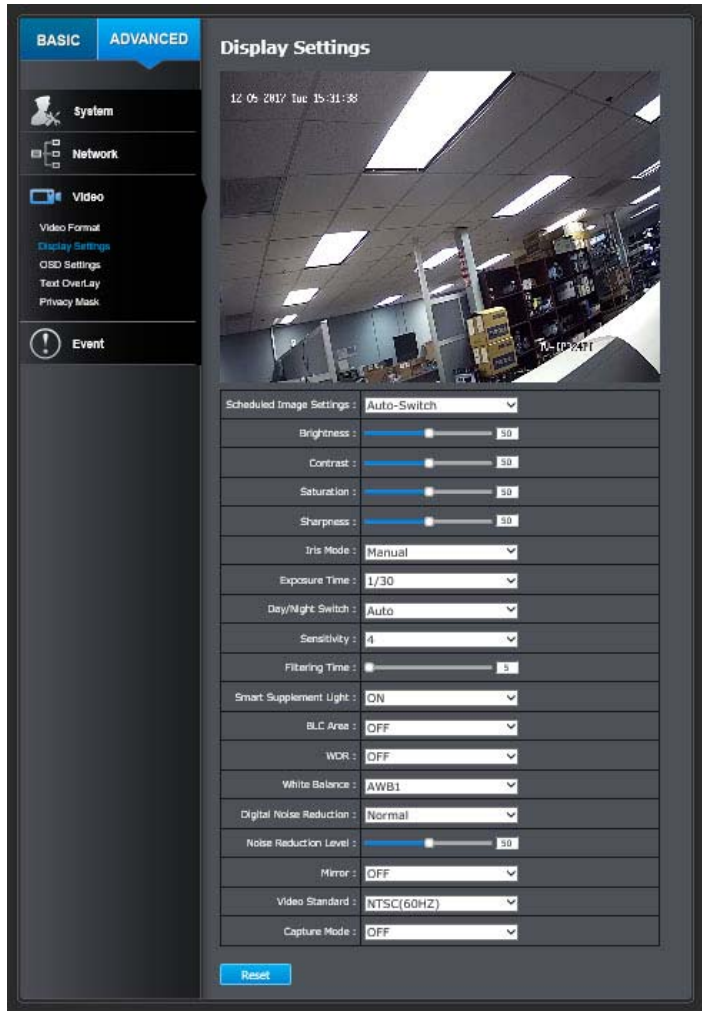 BASIC ADVANCED
System
Network
Video
Video Format
Display Settings
OSD Settings
Text OverLay
Privacy Mask
Event
Display Settings
12-05-2017 Tue 15:31:38
Scheduled Image Settings : Auto-Switch
Brightness : 50
Contrast : 50
Saturation : 50
Sharpness : 50
Iris Mode : Manual
Exposure Time : 1/30
Day/Night Switch : Auto
Sensitivity : 4
Filtering Time : 5
Smart Supplement Light : ON
BLC Area : OFF
WDR : OFF
White Balance : AWB1
Digital Noise Reduction : Normal
Noise Reduction Level : 50
Mirror : OFF
Video Standard : NTSC(60HZ)
Capture Mode : OFF
Reset